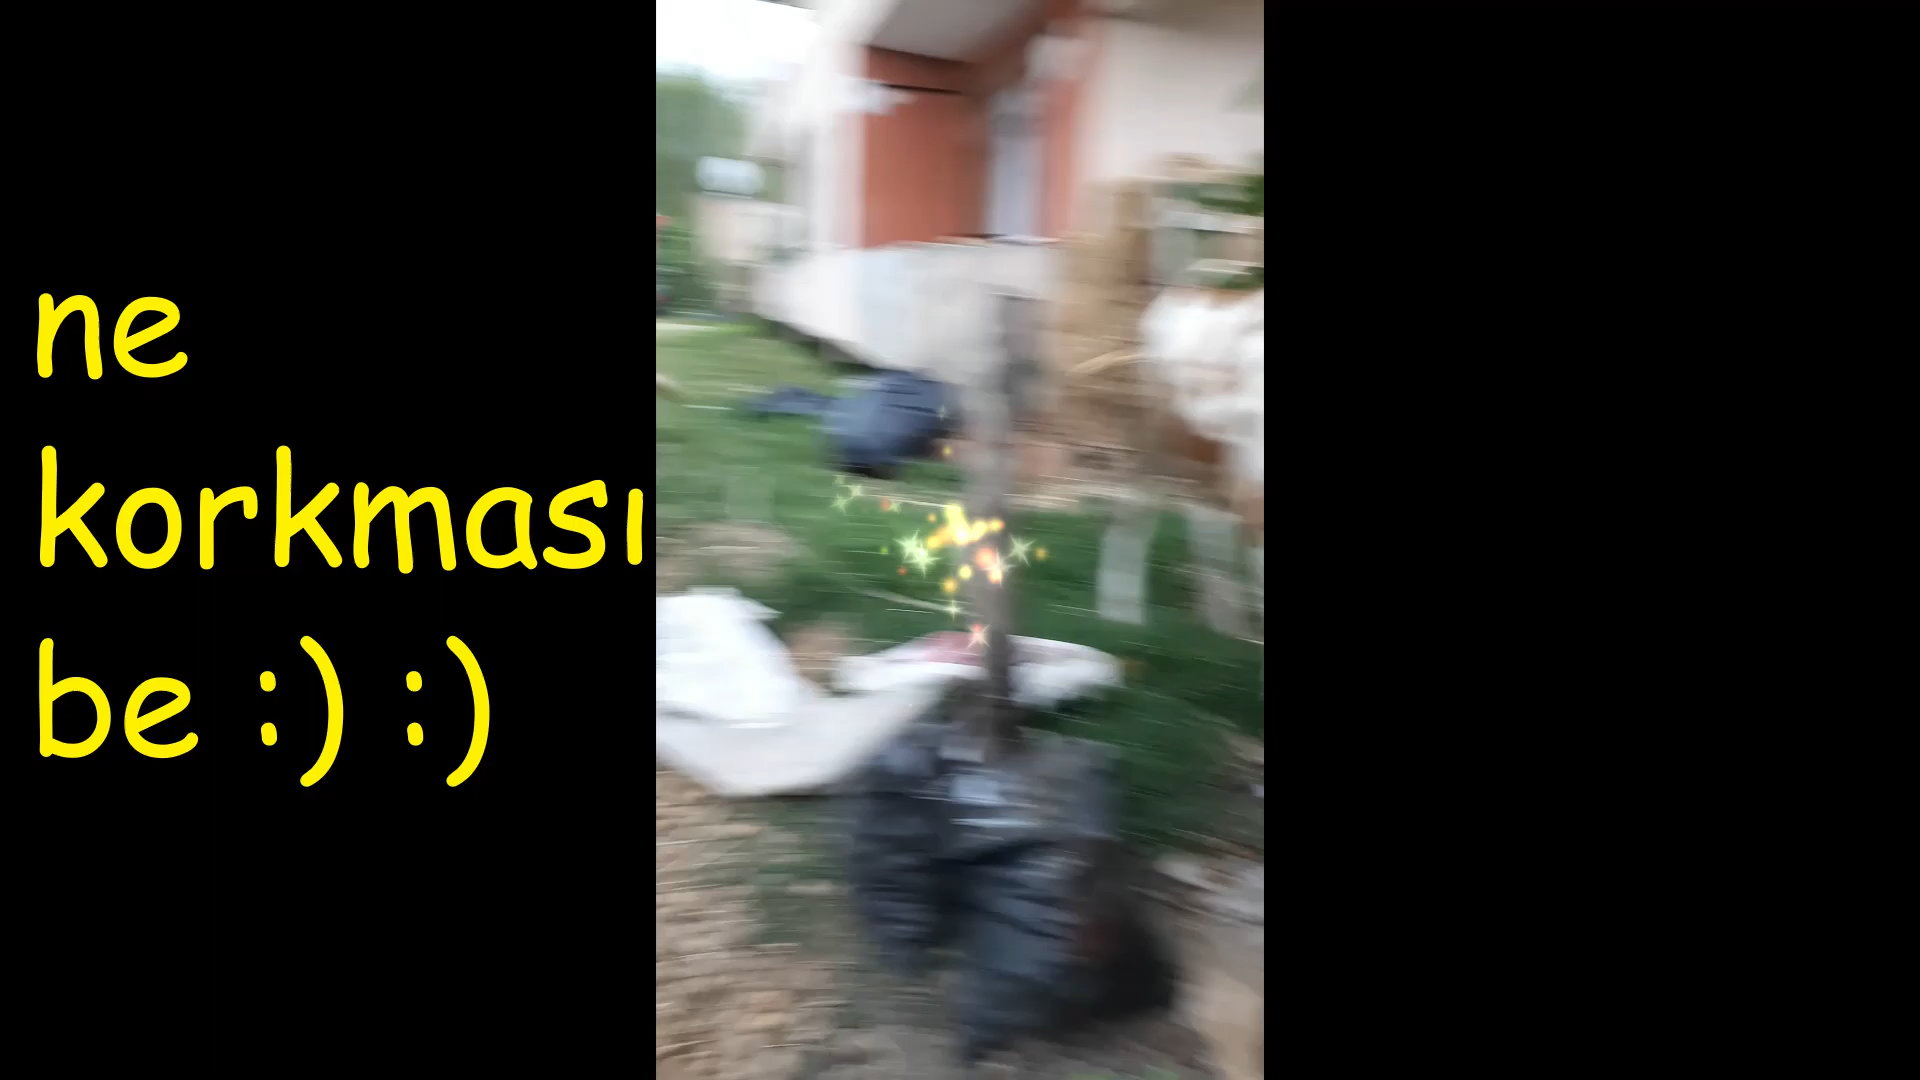 ne
korkması
be :) :)